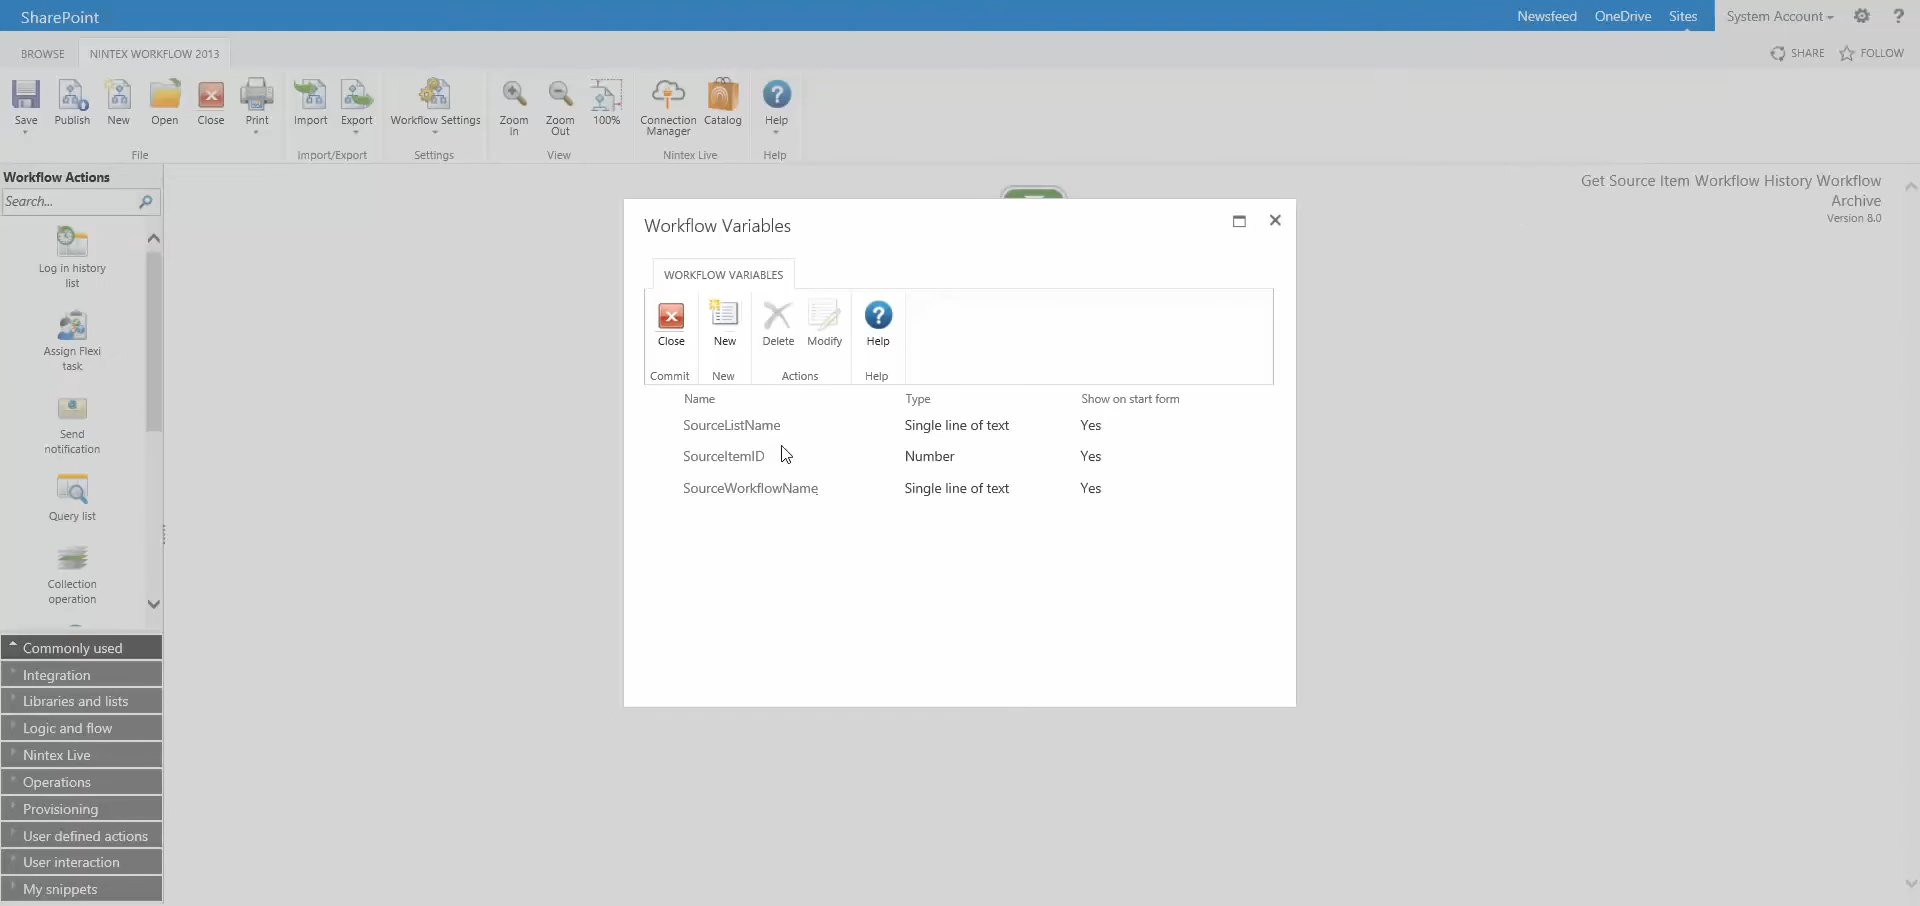 SharePoint
Newsfeed OneDrive Sites System Account ?
BROWSE NINTEX WORKFLOW 2013 SHARE FOLLOW
Save Publish New Open Close Print Import Export Workflow Settings Zoom In Zoom Out 100% Connection Manager Catalog Help
File Import/Export Settings View Nintex Live Help
Workflow Actions
Search...
Log in history
list
Assign Flexi
task
Send
notification
Query list
Collection
operation
Commonly used
Integration
Libraries and lists
Logic and flow
Nintex Live
Operations
Provisioning
User defined actions
User interaction
My snippets
Get Source Item Workflow History Workflow
Archive
Version 8.0
Workflow Variables
WORKFLOW VARIABLES
Close New Delete Modify Help
Commit New Actions Help
Name Type Show on start form
SourceListName Single line of text Yes
SourceItemID Number Yes
SourceWorkflowName Single line of text Yes